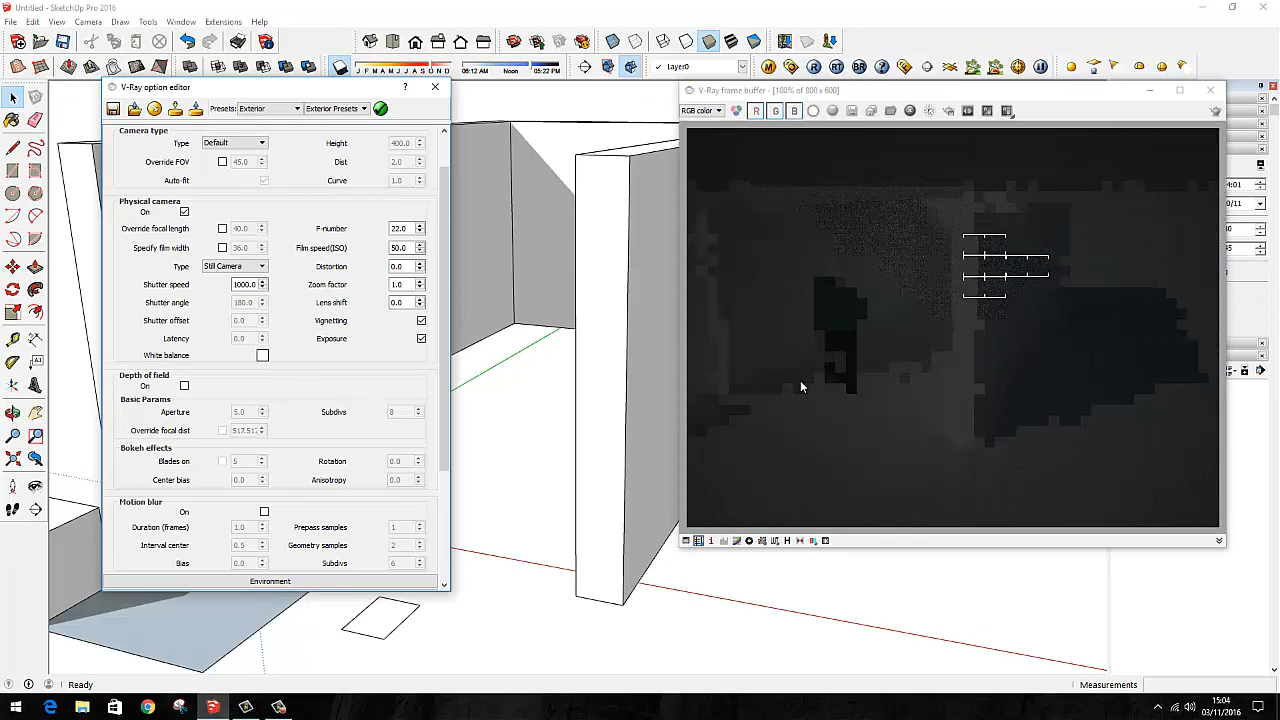 Untitled - SketchUp Pro 2016
File Edit View Camera Draw Tools Window Extensions Help
J F M A M J J A S O N D
06:12 AM Noon 05:22 PM
Layer0
V-Ray option editor
Presets: Exterior Exterior Presets
Camera type
Type Default Height 400.0
Override FOV 45.0 Dist 2.0
Auto-fit Curve 1.0
Physical camera
On
Override focal length 40.0 F-number 22.0
Specify film width 36.0 Film speed(ISO) 50.0
Type Still Camera Distortion 0.0
Shutter speed 1000.0 Zoom factor 1.0
Shutter angle 180.0 Lens shift 0.0
Shutter offset 0.0 Vignetting
Latency 0.0 Exposure
White balance
Depth of field
On
Basic Params
Aperture 5.0 Subdivs 8
Override focal dist 517.517
Bokeh effects
Blades on 5 Rotation 0.0
Center bias 0.0 Anisotropy 0.0
Motion blur
On
Duration (frames) 1.0 Prepass samples 1
Interval center 0.5 Geometry samples 2
Bias 0.0 Subdivs 6
Environment
V-Ray frame buffer - [100% of 800 x 600]
RGB color R G B
Ready
Measurements
15:04
03/11/2016